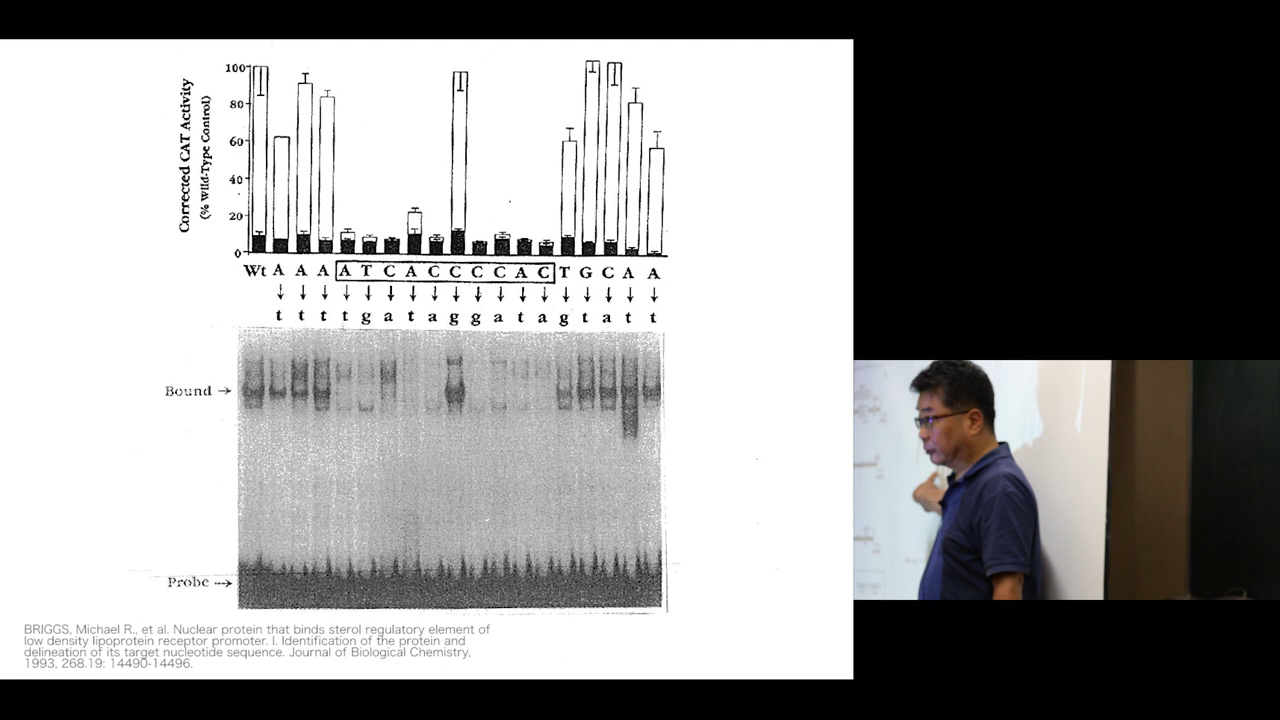 Corrected CAT Activity
(% Wild-Type Control)
100
80
60
40
20
0
Wt A A A A T C A C C C C A C T G C A A
t t t t g a t a g g a t a g t a t t
Bound →
Probe →
BRIGGS, Michael R., et al. Nuclear protein that binds sterol regulatory element of
low density lipoprotein receptor promoter. I. Identification of the protein and
delineation of its target nucleotide sequence. Journal of Biological Chemistry,
1993, 268.19: 14490-14496.